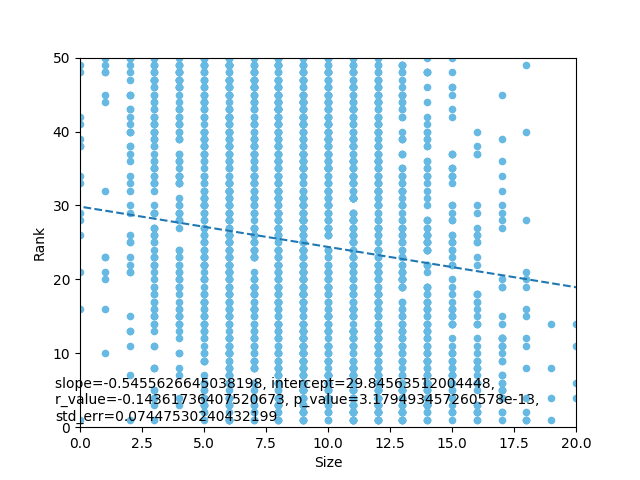 50
40
30
20
10
0
Rank
slope=-0.5455626645038198, intercept=29.84563512004448,
r_value=-0.14361736407520673, p_value=3.179493457260578e-13,
std_err=0.07447530240432199
0.0 2.5 5.0 7.5 10.0 12.5 15.0 17.5 20.0
Size